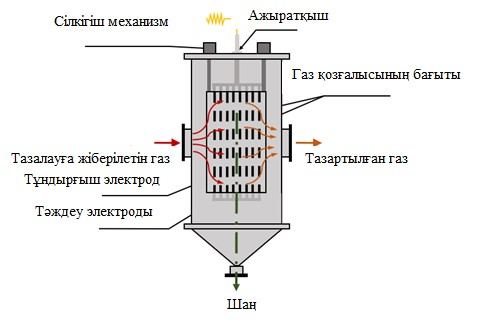 Ажыратқыш
Сілкігіш механизм
Газ қозғалысының бағыты
Тазалауға жіберілетін газ
Тазартылған газ
Тұндырғыш электрод
Тәждеу электроды
Шаң